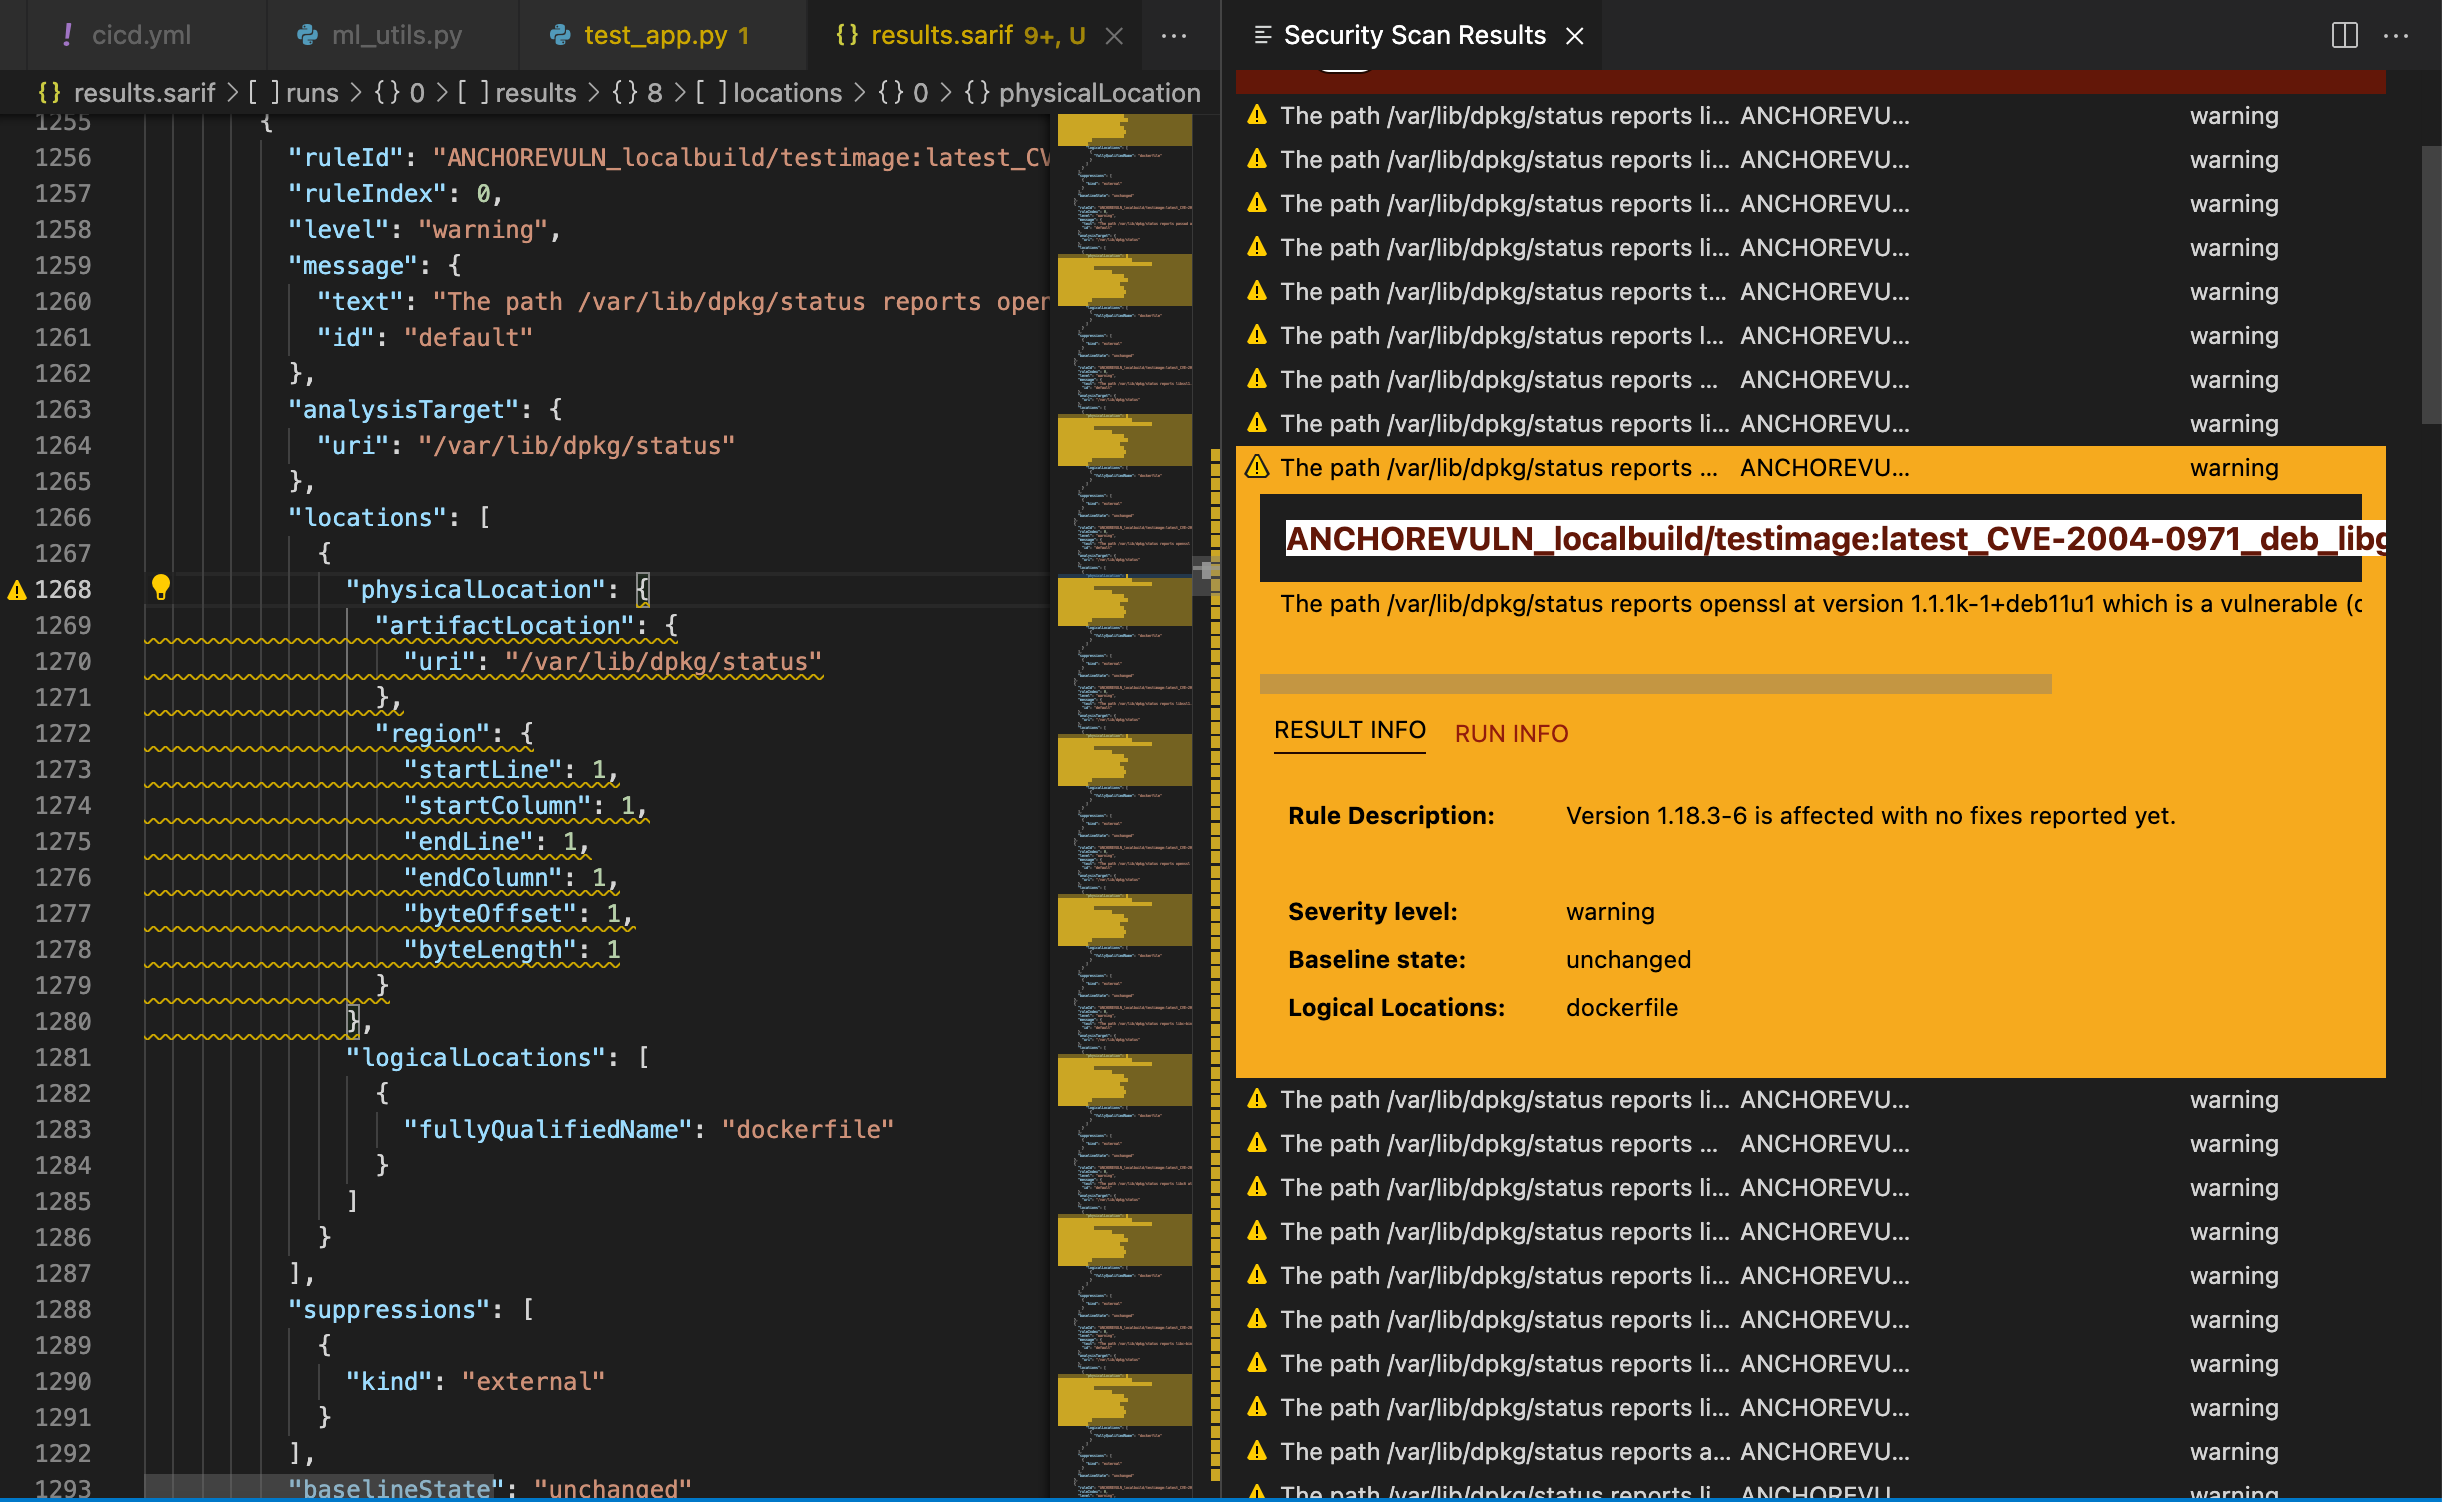 cicd.yml
ml_utils.py
test_app.py 1
{} results.sarif 9+, U
{} results.sarif > [ ] runs > {} 0 > [ ] results > {} 8 > [ ] locations > {} 0 > {} physicalLocation
1255 {
1256 "ruleId": "ANCHOREVULN_localbuild/testimage:latest_CV
1257 "ruleIndex": 0,
1258 "level": "warning",
1259 "message": {
1260 "text": "The path /var/lib/dpkg/status reports open
1261 "id": "default"
1262 },
1263 "analysisTarget": {
1264 "uri": "/var/lib/dpkg/status"
1265 },
1266 "locations": [
1267 {
1268 "physicalLocation": {
1269 "artifactLocation": {
1270 "uri": "/var/lib/dpkg/status"
1271 },
1272 "region": {
1273 "startLine": 1,
1274 "startColumn": 1,
1275 "endLine": 1,
1276 "endColumn": 1,
1277 "byteOffset": 1,
1278 "byteLength": 1
1279 }
1280 },
1281 "logicalLocations": [
1282 {
1283 "fullyQualifiedName": "dockerfile"
1284 }
1285 ]
1286 }
1287 ],
1288 "suppressions": [
1289 {
1290 "kind": "external"
1291 }
1292 ],
1293 "baselineState": "unchanged"
Security Scan Results
The path /var/lib/dpkg/status reports li... ANCHOREVU... warning
The path /var/lib/dpkg/status reports li... ANCHOREVU... warning
The path /var/lib/dpkg/status reports li... ANCHOREVU... warning
The path /var/lib/dpkg/status reports li... ANCHOREVU... warning
The path /var/lib/dpkg/status reports t... ANCHOREVU... warning
The path /var/lib/dpkg/status reports l... ANCHOREVU... warning
The path /var/lib/dpkg/status reports ... ANCHOREVU... warning
The path /var/lib/dpkg/status reports li... ANCHOREVU... warning
The path /var/lib/dpkg/status reports ... ANCHOREVU... warning
ANCHOREVULN_localbuild/testimage:latest_CVE-2004-0971_deb_libg
The path /var/lib/dpkg/status reports openssl at version 1.1.1k-1+deb11u1 which is a vulnerable (c
RESULT INFO RUN INFO
Rule Description: Version 1.18.3-6 is affected with no fixes reported yet.
Severity level: warning
Baseline state: unchanged
Logical Locations: dockerfile
The path /var/lib/dpkg/status reports li... ANCHOREVU... warning
The path /var/lib/dpkg/status reports ... ANCHOREVU... warning
The path /var/lib/dpkg/status reports li... ANCHOREVU... warning
The path /var/lib/dpkg/status reports li... ANCHOREVU... warning
The path /var/lib/dpkg/status reports li... ANCHOREVU... warning
The path /var/lib/dpkg/status reports li... ANCHOREVU... warning
The path /var/lib/dpkg/status reports li... ANCHOREVU... warning
The path /var/lib/dpkg/status reports li... ANCHOREVU... warning
The path /var/lib/dpkg/status reports a... ANCHOREVU... warning
The path /var/lib/dpkg/status reports li... ANCHOREVU... warning